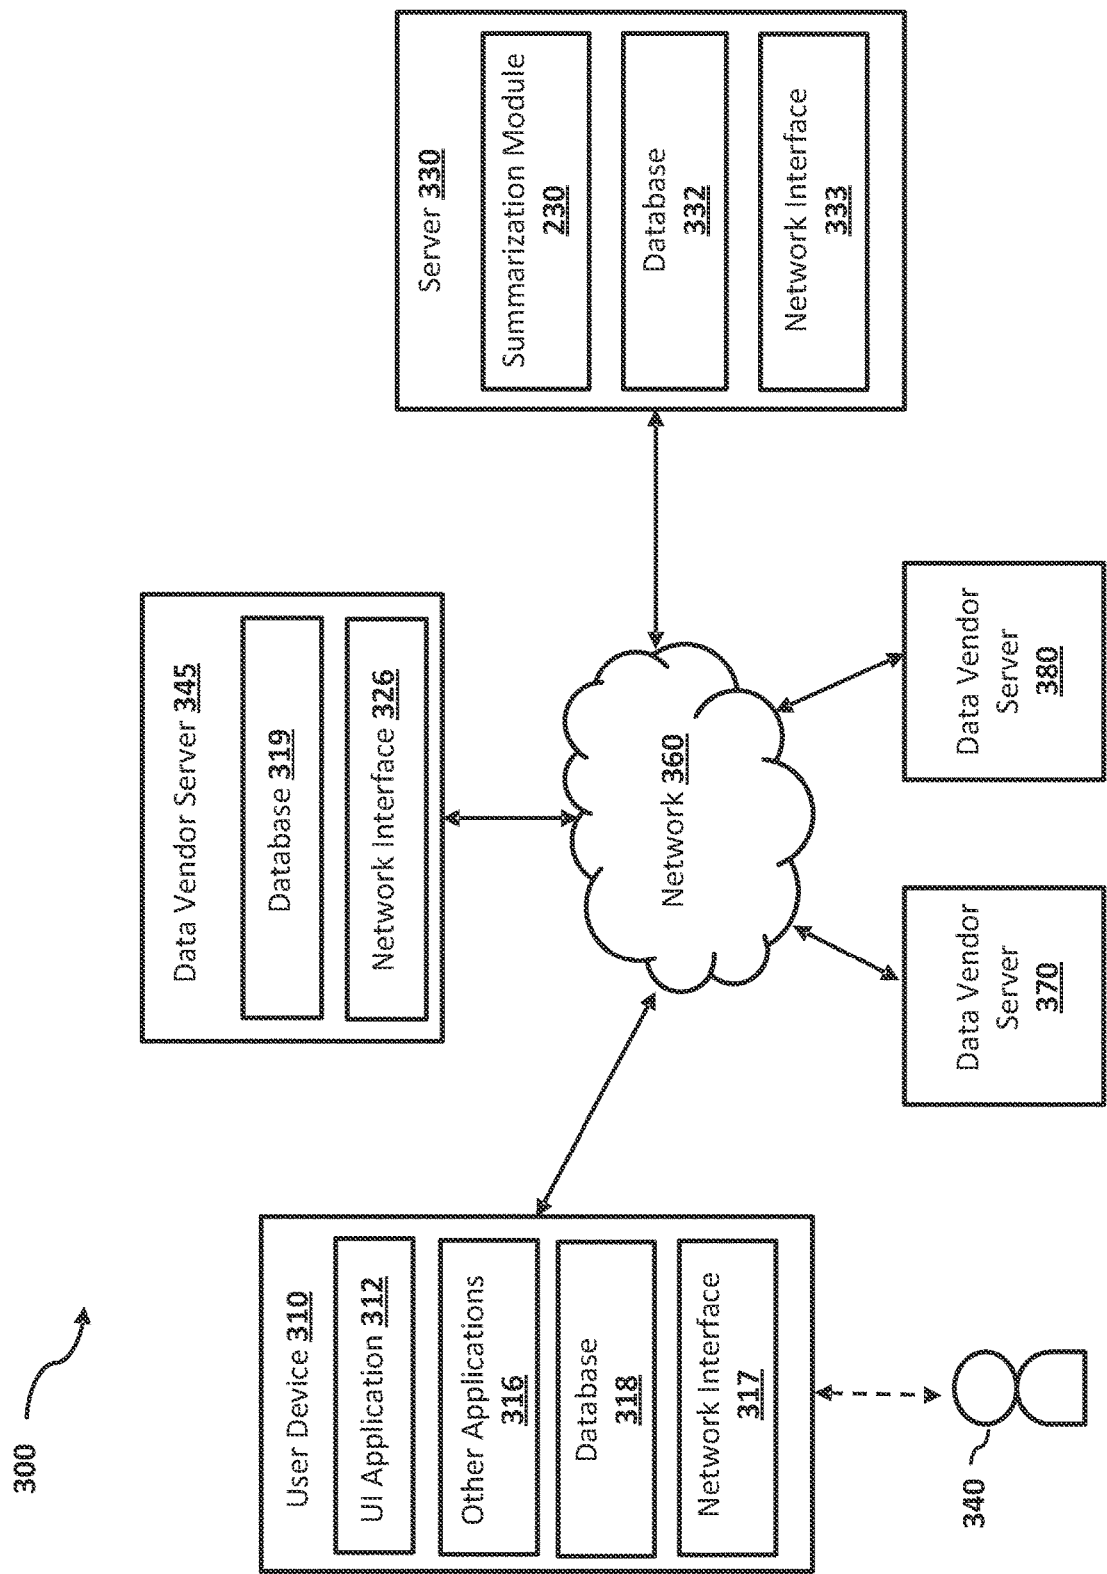 300
User Device 310
UI Application 312
Other Applications
316
Database
318
Network Interface
317
340
Data Vendor Server 345
Database 319
Network Interface 326
Network 360
Data Vendor
Server
370
Data Vendor
Server
380
Server 330
Summarization Module
230
Database
332
Network Interface
333